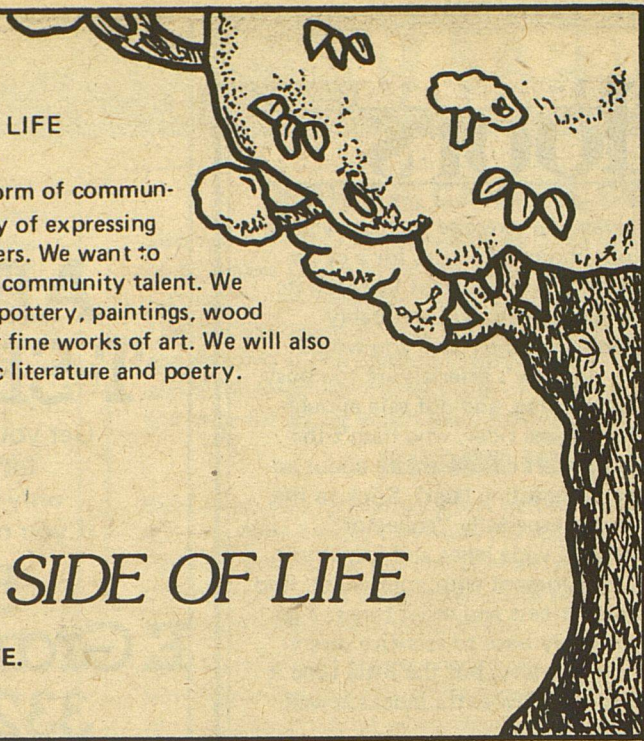 LIFE
orm of commun-
y of expressing
ers. We want to
community talent. We
pottery, paintings, wood
fine works of art. We will also
c literature and poetry.
SIDE OF LIFE
E.